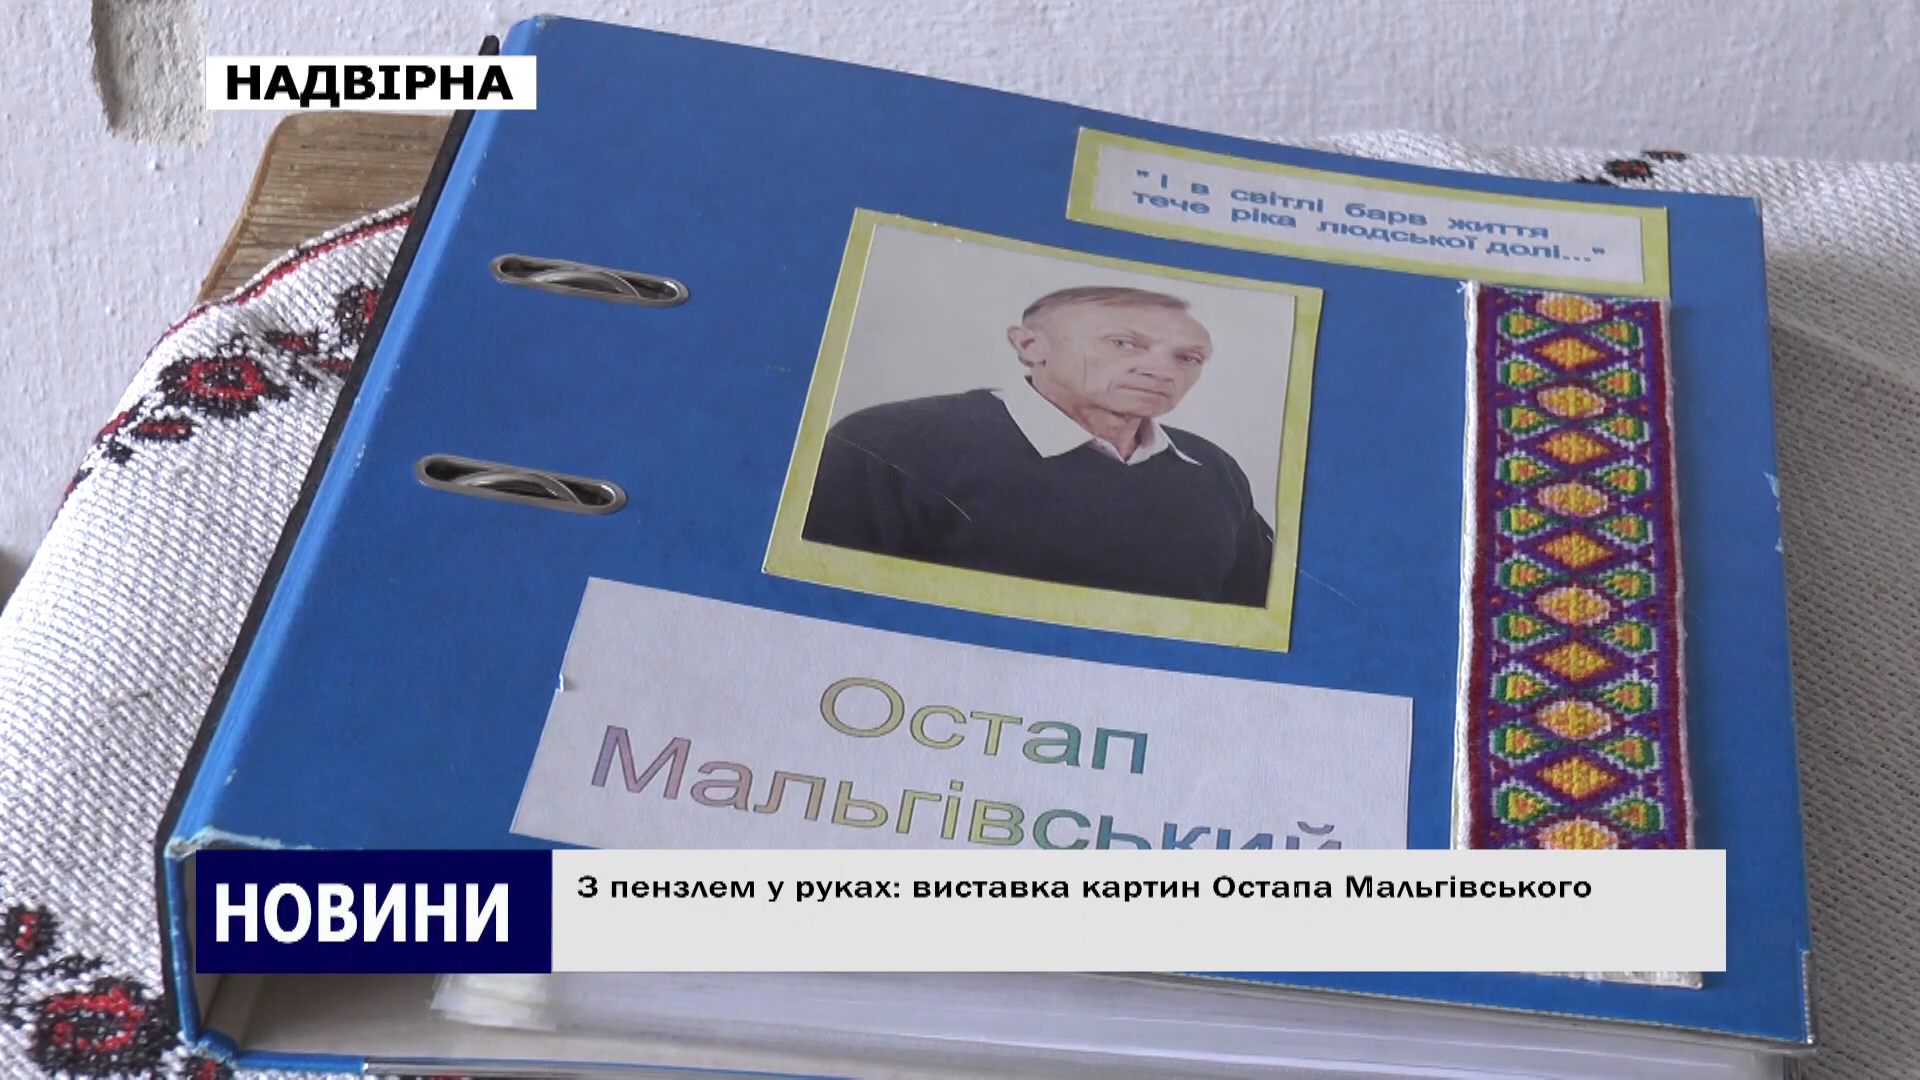 НАДВІРНА
"І в світлі барв життя
тече ріка людської долі..."
Остап
Мальгівський
НОВИНИ
З пензлем у руках: виставка картин Остапа Мальгівського